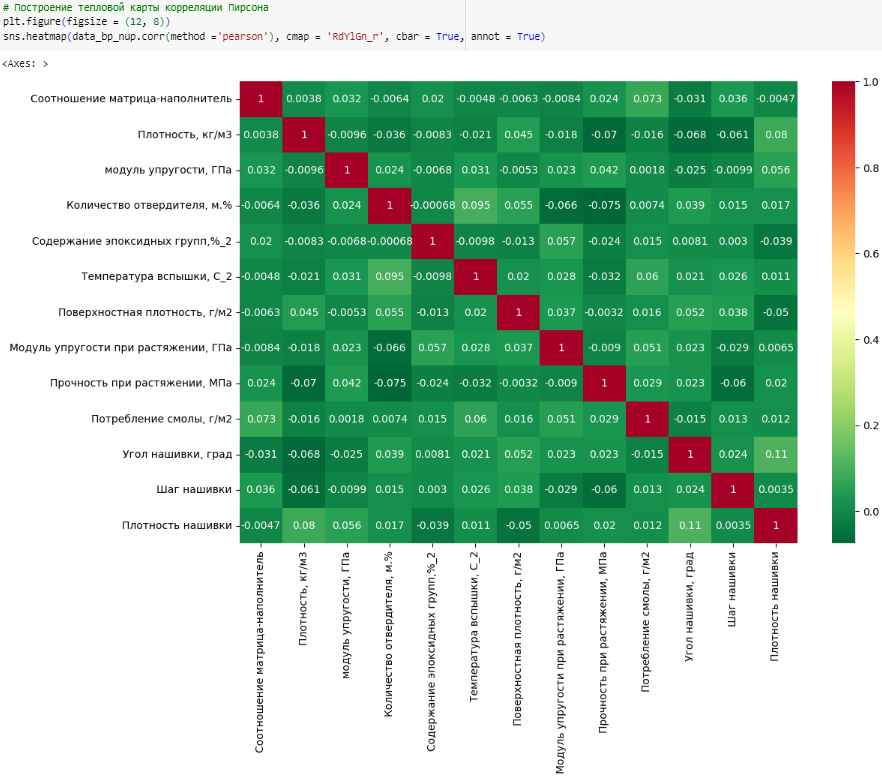 # Построение тепловой карты корреляции Пирсона
plt.figure(figsize = (12, 8))
sns.heatmap(data_bp_nup.corr(method ='pearson'), cmap = 'RdYlGn_r', cbar = True, annot = True)
<Axes: >
Соотношение матрица-наполнитель 1 0.0038 0.032 -0.0064 0.02 -0.0048 -0.0063 -0.0084 0.024 0.073 -0.031 0.036 -0.0047
Плотность, кг/м3 0.0038 1 -0.0096 -0.036 -0.0083 -0.021 0.045 -0.018 -0.07 -0.016 -0.068 -0.061 0.08
модуль упругости, ГПа 0.032 -0.0096 1 0.024 -0.0068 0.031 -0.0053 0.023 0.042 0.0018 -0.025 -0.0099 0.056
Количество отвердителя, м.% -0.0064 -0.036 0.024 1 -0.00068 0.095 0.055 -0.066 -0.075 0.0074 0.039 0.015 0.017
Содержание эпоксидных групп,%_2 0.02 -0.0083 -0.0068 -0.00068 1 -0.0098 -0.013 0.057 -0.024 0.015 0.0081 0.003 -0.039
Температура вспышки, С_2 -0.0048 -0.021 0.031 0.095 -0.0098 1 0.02 0.028 -0.032 0.06 0.021 0.026 0.011
Поверхностная плотность, г/м2 -0.0063 0.045 -0.0053 0.055 -0.013 0.02 1 0.037 -0.0032 0.016 0.052 0.038 -0.05
Модуль упругости при растяжении, ГПа -0.0084 -0.018 0.023 -0.066 0.057 0.028 0.037 1 -0.009 0.051 0.023 -0.029 0.0065
Прочность при растяжении, МПа 0.024 -0.07 0.042 -0.075 -0.024 -0.032 -0.0032 -0.009 1 0.029 0.023 -0.06 0.02
Потребление смолы, г/м2 0.073 -0.016 0.0018 0.0074 0.015 0.06 0.016 0.051 0.029 1 -0.015 0.013 0.012
Угол нашивки, град -0.031 -0.068 -0.025 0.039 0.0081 0.021 0.052 0.023 0.023 -0.015 1 0.024 0.11
Шаг нашивки 0.036 -0.061 -0.0099 0.015 0.003 0.026 0.038 -0.029 -0.06 0.013 0.024 1 0.0035
Плотность нашивки -0.0047 0.08 0.056 0.017 -0.039 0.011 -0.05 0.0065 0.02 0.012 0.11 0.0035 1
Соотношение матрица-наполнитель
Плотность, кг/м3
модуль упругости, ГПа
Количество отвердителя, м.%
Содержание эпоксидных групп,%_2
Температура вспышки, С_2
Поверхностная плотность, г/м2
Модуль упругости при растяжении, ГПа
Прочность при растяжении, МПа
Потребление смолы, г/м2
Угол нашивки, град
Шаг нашивки
Плотность нашивки
1.0
0.8
0.6
0.4
0.2
0.0